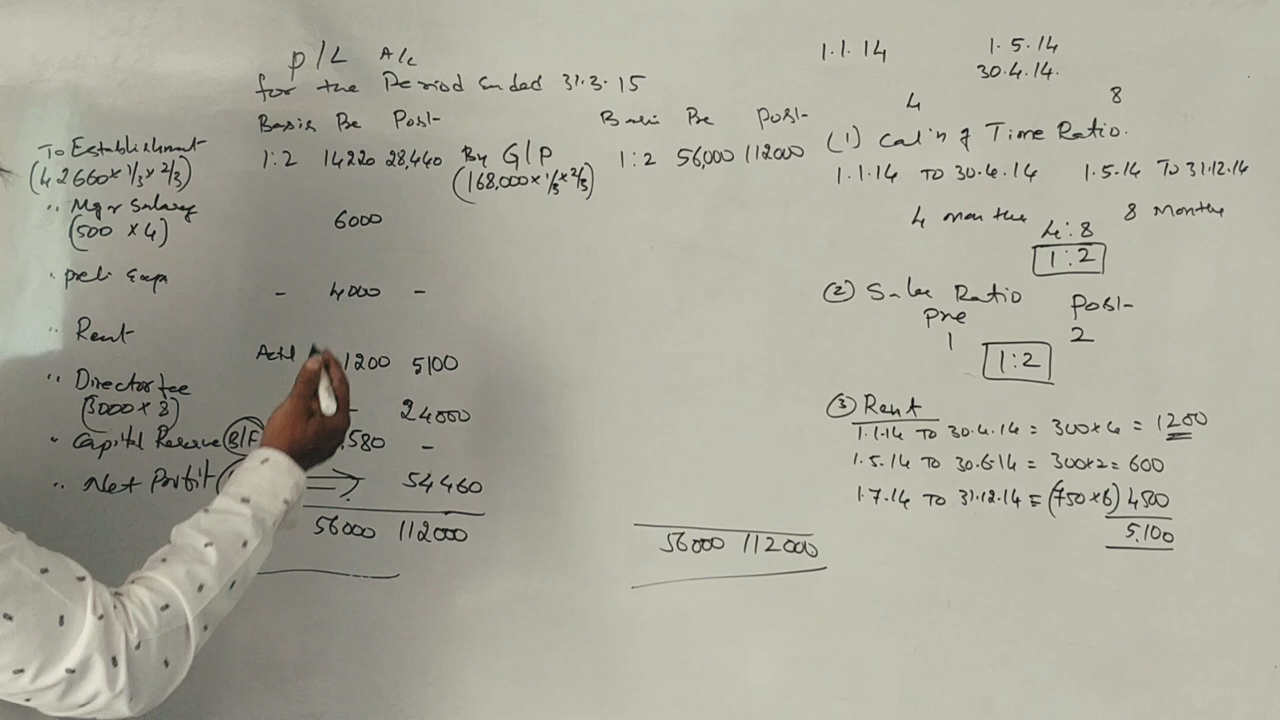 P/L A/c
for the Period ended 31.3.15
Basis Pre Post-
Basis Pre Post-
To Establishment
(42660 x 1/3 x 2/3)
1:2 14220 28,440
By G/P
(168,000 x 1/3 x 2/3)
1:2 56,000 112000
" Mgr Salary
(500 x 4)
6000
" Preli Exp
- 4000 -
" Rent
Actl 1200 5100
" Director fee
(3000 x 8)
- 24000
" Capital Reserve B/F
580 -
" Net Profit
54460
56000 112000
56000 112000
1.1.14 1.5.14
30.4.14.
4 8
(1) Cal'n of Time Ratio.
1.1.14 TO 30.4.14 1.5.14 TO 31.12.14
4 months 8 Months
4:8
1:2
(2) Sales Ratio
Pre Post-
1 2
1:2
(3) Rent
1.1.14 TO 30.4.14 = 300x4 = 1200
1.5.14 TO 30.6.14 = 300x2 = 600
1.7.14 TO 31.12.14 = (750x6) 4500
5,100